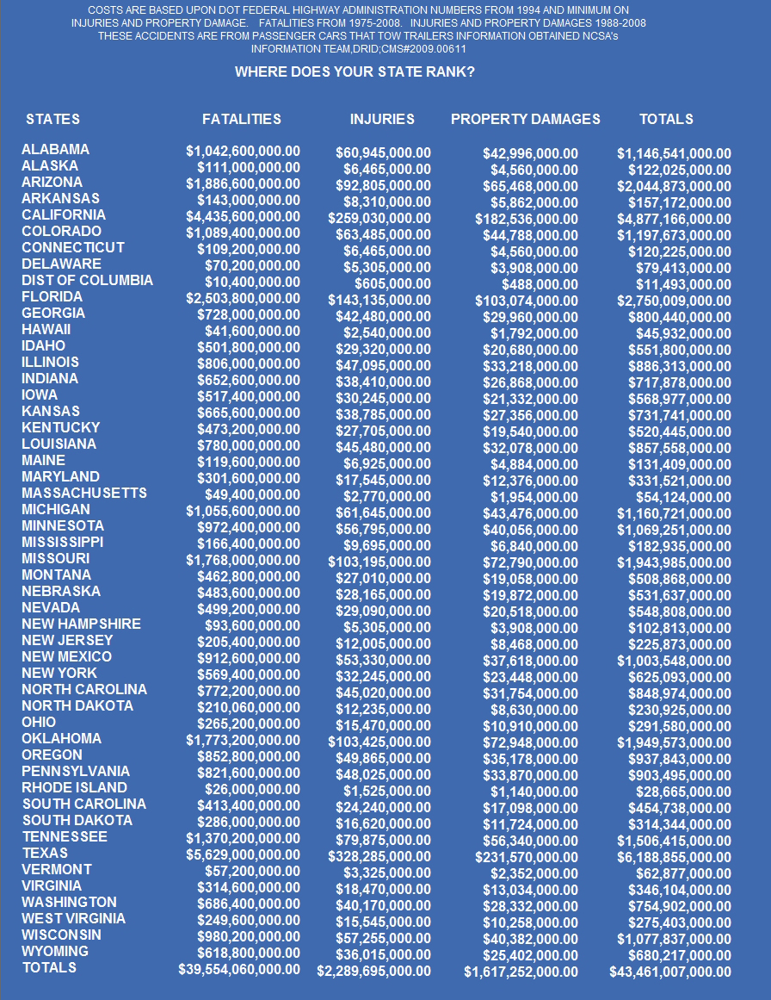 COSTS ARE BASED UPON DOT FEDERAL HIGHWAY ADMINISTRATION NUMBERS FROM 1994 AND MINIMUM ON
INJURIES AND PROPERTY DAMAGE. FATALITIES FROM 1975-2008. INJURIES AND PROPERTY DAMAGES 1988-2008
THESE ACCIDENTS ARE FROM PASSENGER CARS THAT TOW TRAILERS INFORMATION OBTAINED NCSA's
INFORMATION TEAM,DRID;CMS#2009.00611
WHERE DOES YOUR STATE RANK?
STATES FATALITIES INJURIES PROPERTY DAMAGES TOTALS
ALABAMA $1,042,600,000.00 $60,945,000.00 $42,996,000.00 $1,146,541,000.00
ALASKA $111,000,000.00 $6,465,000.00 $4,560,000.00 $122,025,000.00
ARIZONA $1,886,600,000.00 $92,805,000.00 $65,468,000.00 $2,044,873,000.00
ARKANSAS $143,000,000.00 $8,310,000.00 $5,862,000.00 $157,172,000.00
CALIFORNIA $4,435,600,000.00 $259,030,000.00 $182,536,000.00 $4,877,166,000.00
COLORADO $1,089,400,000.00 $63,485,000.00 $44,788,000.00 $1,197,673,000.00
CONNECTICUT $109,200,000.00 $6,465,000.00 $4,560,000.00 $120,225,000.00
DELAWARE $70,200,000.00 $5,305,000.00 $3,908,000.00 $79,413,000.00
DIST OF COLUMBIA $10,400,000.00 $605,000.00 $488,000.00 $11,493,000.00
FLORIDA $2,503,800,000.00 $143,135,000.00 $103,074,000.00 $2,750,009,000.00
GEORGIA $728,000,000.00 $42,480,000.00 $29,960,000.00 $800,440,000.00
HAWAII $41,600,000.00 $2,540,000.00 $1,792,000.00 $45,932,000.00
IDAHO $501,800,000.00 $29,320,000.00 $20,680,000.00 $551,800,000.00
ILLINOIS $806,000,000.00 $47,095,000.00 $33,218,000.00 $886,313,000.00
INDIANA $652,600,000.00 $38,410,000.00 $26,868,000.00 $717,878,000.00
IOWA $517,400,000.00 $30,245,000.00 $21,332,000.00 $568,977,000.00
KANSAS $665,600,000.00 $38,785,000.00 $27,356,000.00 $731,741,000.00
KENTUCKY $473,200,000.00 $27,705,000.00 $19,540,000.00 $520,445,000.00
LOUISIANA $780,000,000.00 $45,480,000.00 $32,078,000.00 $857,558,000.00
MAINE $119,600,000.00 $6,925,000.00 $4,884,000.00 $131,409,000.00
MARYLAND $301,600,000.00 $17,545,000.00 $12,376,000.00 $331,521,000.00
MASSACHUSETTS $49,400,000.00 $2,770,000.00 $1,954,000.00 $54,124,000.00
MICHIGAN $1,055,600,000.00 $61,645,000.00 $43,476,000.00 $1,160,721,000.00
MINNESOTA $972,400,000.00 $56,795,000.00 $40,056,000.00 $1,069,251,000.00
MISSISSIPPI $166,400,000.00 $9,695,000.00 $6,840,000.00 $182,935,000.00
MISSOURI $1,768,000,000.00 $103,195,000.00 $72,790,000.00 $1,943,985,000.00
MONTANA $462,800,000.00 $27,010,000.00 $19,058,000.00 $508,868,000.00
NEBRASKA $483,600,000.00 $28,165,000.00 $19,872,000.00 $531,637,000.00
NEVADA $499,200,000.00 $29,090,000.00 $20,518,000.00 $548,808,000.00
NEW HAMPSHIRE $93,600,000.00 $5,305,000.00 $3,908,000.00 $102,813,000.00
NEW JERSEY $205,400,000.00 $12,005,000.00 $8,468,000.00 $225,873,000.00
NEW MEXICO $912,600,000.00 $53,330,000.00 $37,618,000.00 $1,003,548,000.00
NEW YORK $569,400,000.00 $32,245,000.00 $23,448,000.00 $625,093,000.00
NORTH CAROLINA $772,200,000.00 $45,020,000.00 $31,754,000.00 $848,974,000.00
NORTH DAKOTA $210,060,000.00 $12,235,000.00 $8,630,000.00 $230,925,000.00
OHIO $265,200,000.00 $15,470,000.00 $10,910,000.00 $291,580,000.00
OKLAHOMA $1,773,200,000.00 $103,425,000.00 $72,948,000.00 $1,949,573,000.00
OREGON $852,800,000.00 $49,865,000.00 $35,178,000.00 $937,843,000.00
PENNSYLVANIA $821,600,000.00 $48,025,000.00 $33,870,000.00 $903,495,000.00
RHODE ISLAND $26,000,000.00 $1,525,000.00 $1,140,000.00 $28,665,000.00
SOUTH CAROLINA $413,400,000.00 $24,240,000.00 $17,098,000.00 $454,738,000.00
SOUTH DAKOTA $286,000,000.00 $16,620,000.00 $11,724,000.00 $314,344,000.00
TENNESSEE $1,370,200,000.00 $79,875,000.00 $56,340,000.00 $1,506,415,000.00
TEXAS $5,629,000,000.00 $328,285,000.00 $231,570,000.00 $6,188,855,000.00
VERMONT $57,200,000.00 $3,325,000.00 $2,352,000.00 $62,877,000.00
VIRGINIA $314,600,000.00 $18,470,000.00 $13,034,000.00 $346,104,000.00
WASHINGTON $686,400,000.00 $40,170,000.00 $28,332,000.00 $754,902,000.00
WEST VIRGINIA $249,600,000.00 $15,545,000.00 $10,258,000.00 $275,403,000.00
WISCONSIN $980,200,000.00 $57,255,000.00 $40,382,000.00 $1,077,837,000.00
WYOMING $618,800,000.00 $36,015,000.00 $25,402,000.00 $680,217,000.00
TOTALS $39,554,060,000.00 $2,289,695,000.00 $1,617,252,000.00 $43,461,007,000.00